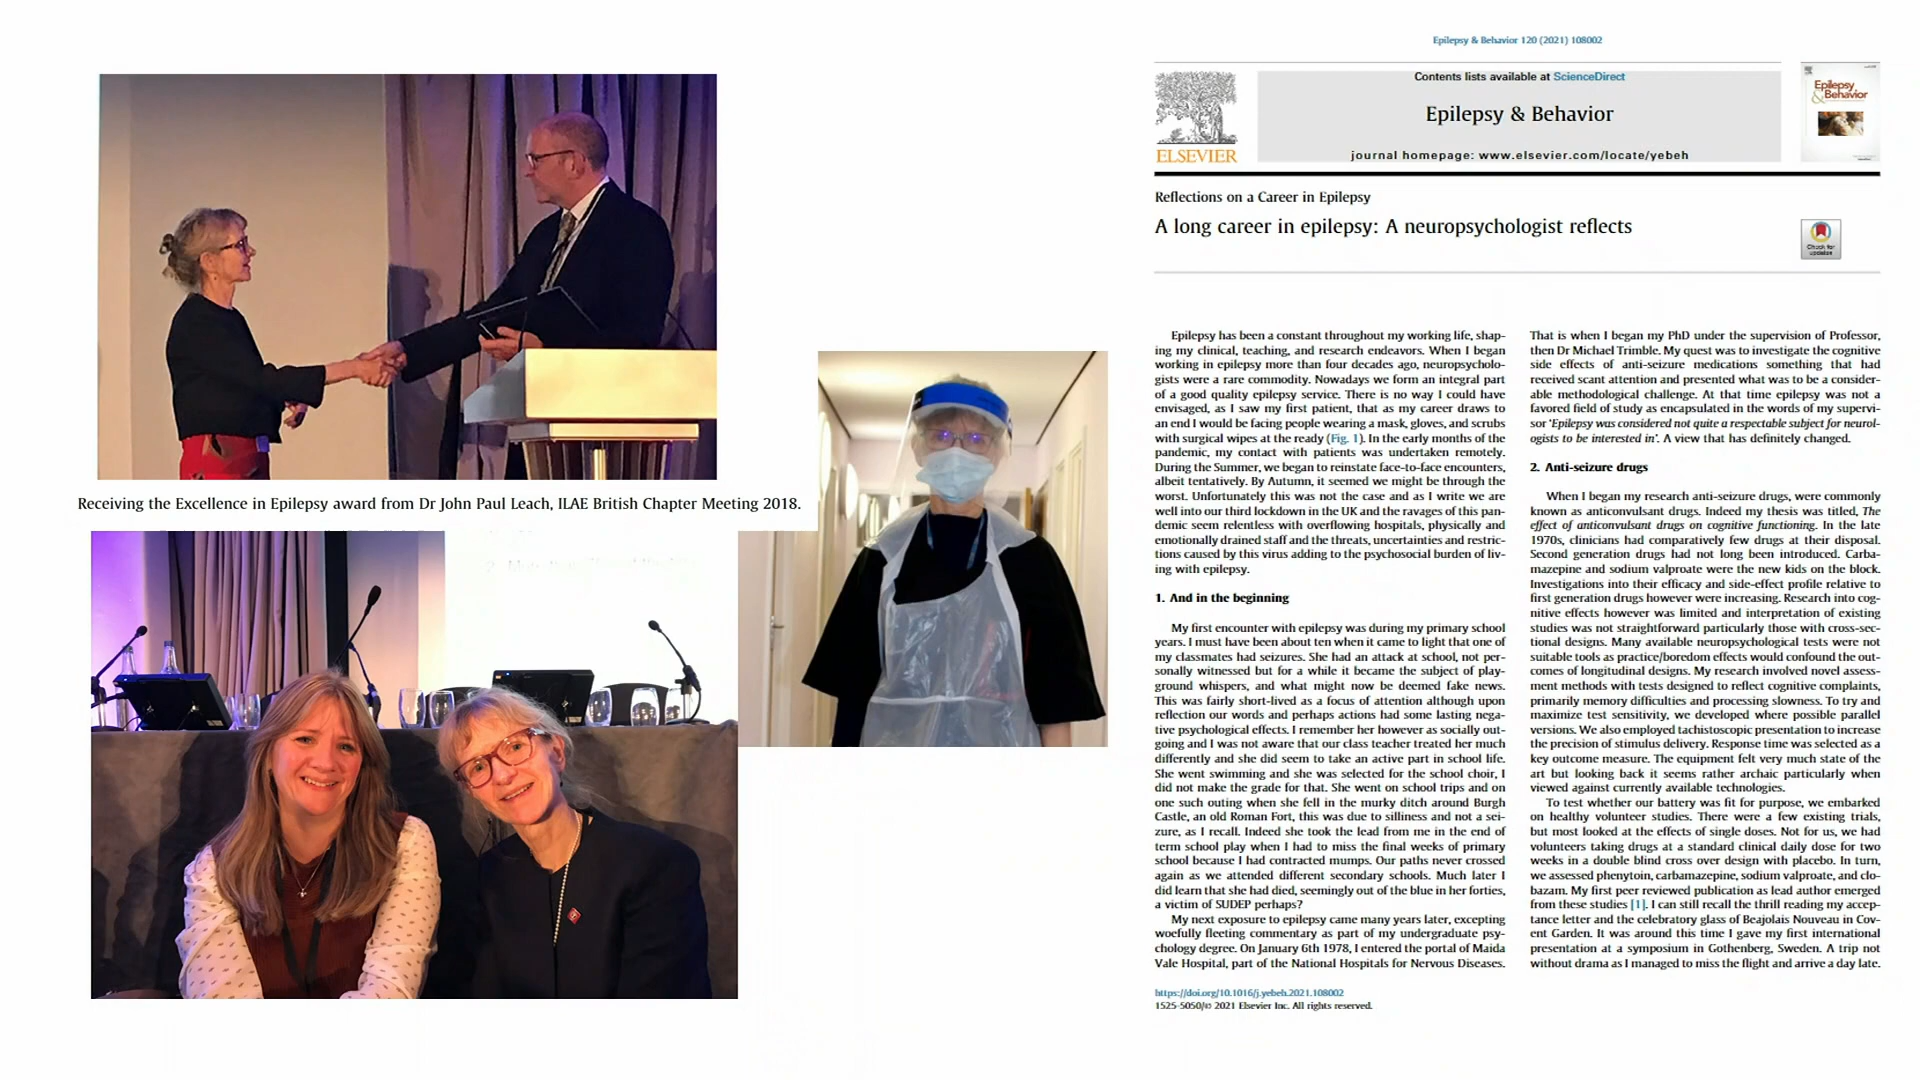 Receiving the Excellence in Epilepsy award from Dr John Paul Leach, ILAE British Chapter Meeting 2018.
Epilepsy & Behavior 120 (2021) 108002
Contents lists available at ScienceDirect
Epilepsy & Behavior
journal homepage: www.elsevier.com/locate/yebeh
ELSEVIER
Epilepsy
& Behavior
Reflections on a Career in Epilepsy
A long career in epilepsy: A neuropsychologist reflects
Check for
updates
Epilepsy has been a constant throughout my working life, shap-
ing my clinical, teaching, and research endeavors. When I began
working in epilepsy more than four decades ago, neuropsycholo-
gists were a rare commodity. Nowadays we form an integral part
of a good quality epilepsy service. There is no way I could have
envisaged, as I saw my first patient, that as my career draws to
an end I would be facing people wearing a mask, gloves, and scrubs
with surgical wipes at the ready (Fig. 1). In the early months of the
pandemic, my contact with patients was undertaken remotely.
During the Summer, we began to reinstate face-to-face encounters,
albeit tentatively. By Autumn, it seemed we might be through the
worst. Unfortunately this was not the case and as I write we are
well into our third lockdown in the UK and the ravages of this pan-
demic seem relentless with overflowing hospitals, physically and
emotionally drained staff and the threats, uncertainties and restric-
tions caused by this virus adding to the psychosocial burden of liv-
ing with epilepsy.
1. And in the beginning
My first encounter with epilepsy was during my primary school
years. I must have been about ten when it came to light that one of
my classmates had seizures. She had an attack at school, not per-
sonally witnessed but for a while it became the subject of play-
ground whispers, and what might now be deemed fake news.
This was fairly short-lived as a focus of attention although upon
reflection our words and perhaps actions had some lasting nega-
tive psychological effects. I remember her however as socially out-
going and I was not aware that our class teacher treated her much
differently and she did seem to take an active part in school life.
She went swimming and she was selected for the school choir, I
did not make the grade for that. She went on school trips and on
one such outing when she fell in the murky ditch around Burgh
Castle, an old Roman Fort, this was due to silliness and not a sei-
zure, as I recall. Indeed she took the lead from me in the end of
term school play when I had to miss the final weeks of primary
school because I had contracted mumps. Our paths never crossed
again as we attended different secondary schools. Much later I
did learn that she had died, seemingly out of the blue in her forties,
a victim of SUDEP perhaps?
My next exposure to epilepsy came many years later, excepting
woefully fleeting commentary as part of my undergraduate psy-
chology degree. On January 6th 1978, I entered the portal of Maida
Vale Hospital, part of the National Hospitals for Nervous Diseases.
That is when I began my PhD under the supervision of Professor,
then Dr Michael Trimble. My quest was to investigate the cognitive
side effects of anti-seizure medications something that had
received scant attention and presented what was to be a consider-
able methodological challenge. At that time epilepsy was not a
favored field of study as encapsulated in the words of my supervi-
sor 'Epilepsy was considered not quite a respectable subject for neurol-
ogists to be interested in'. A view that has definitely changed.
2. Anti-seizure drugs
When I began my research anti-seizure drugs, were commonly
known as anticonvulsant drugs. Indeed my thesis was titled, The
effect of anticonvulsant drugs on cognitive functioning. In the late
1970s, clinicians had comparatively few drugs at their disposal.
Second generation drugs had not long been introduced. Carba-
mazepine and sodium valproate were the new kids on the block.
Investigations into their efficacy and side-effect profile relative to
first generation drugs however were increasing. Research into cog-
nitive effects however was limited and interpretation of existing
studies was not straightforward particularly those with cross-sec-
tional designs. Many available neuropsychological tests were not
suitable tools as practice/boredom effects would confound the out-
comes of longitudinal designs. My research involved novel assess-
ment methods with tests designed to reflect cognitive complaints,
primarily memory difficulties and processing slowness. To try and
maximize test sensitivity, we developed where possible parallel
versions. We also employed tachistoscopic presentation to increase
the precision of stimulus delivery. Response time was selected as a
key outcome measure. The equipment felt very much state of the
art but looking back it seems rather archaic particularly when
viewed against currently available technologies.
To test whether our battery was fit for purpose, we embarked
on healthy volunteer studies. There were a few existing trials,
but most looked at the effects of single doses. Not for us, we had
volunteers taking drugs at a standard clinical daily dose for two
weeks in a double blind cross over design with placebo. In turn,
we assessed phenytoin, carbamazepine, sodium valproate, and clo-
bazam. My first peer reviewed publication as lead author emerged
from these studies [1]. I can still recall the thrill reading my accep-
tance letter and the celebratory glass of Beajolais Nouveau in Cov-
ent Garden. It was around this time I gave my first international
presentation at a symposium in Gothenberg, Sweden. A trip not
without drama as I managed to miss the flight and arrive a day late.
https://doi.org/10.1016/j.yebeh.2021.108002
1525-5050/© 2021 Elsevier Inc. All rights reserved.